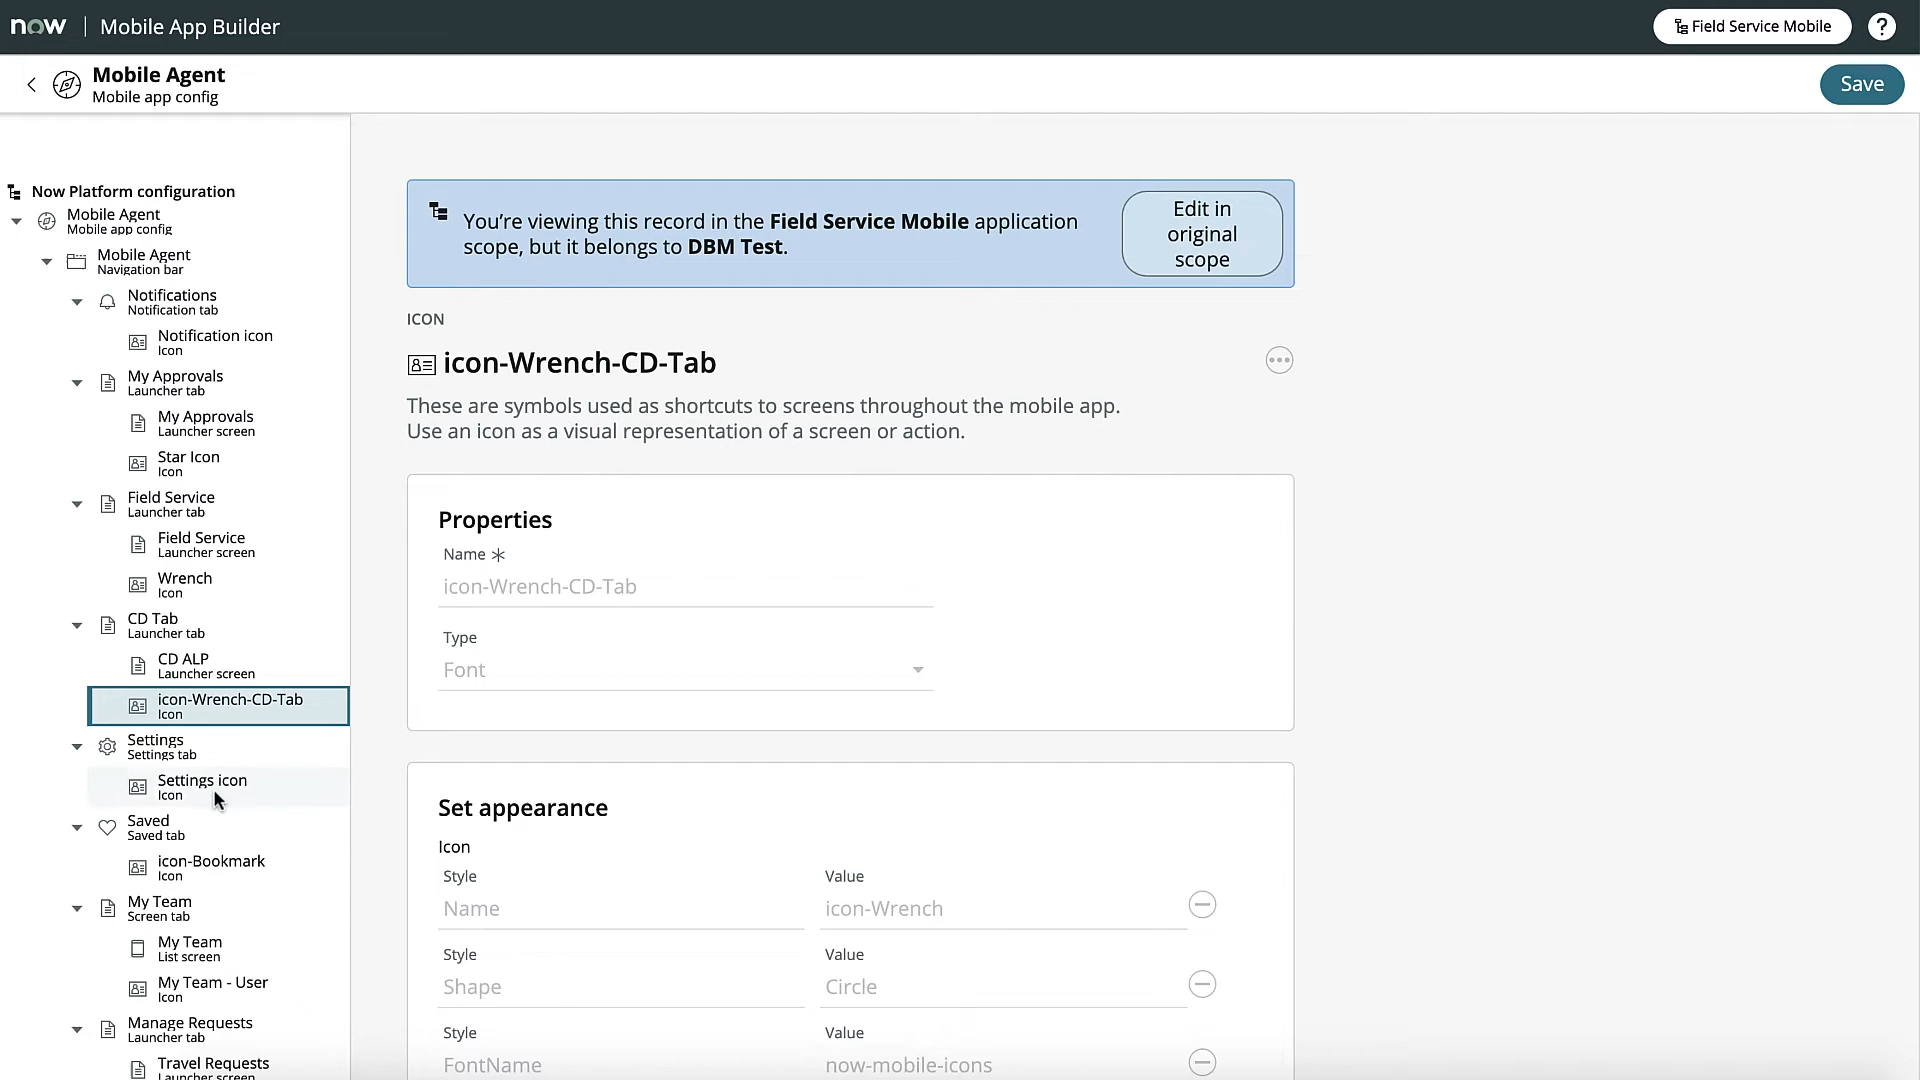 now | Mobile App Builder
Field Service Mobile
?
Mobile Agent
Mobile app config
Save
Now Platform configuration
Mobile Agent
Mobile app config
Mobile Agent
Navigation bar
Notifications
Notification tab
Notification icon
Icon
My Approvals
Launcher tab
My Approvals
Launcher screen
Star Icon
Icon
Field Service
Launcher tab
Field Service
Launcher screen
Wrench
Icon
CD Tab
Launcher tab
CD ALP
Launcher screen
icon-Wrench-CD-Tab
Icon
Settings
Settings tab
Settings icon
Icon
Saved
Saved tab
icon-Bookmark
Icon
My Team
Screen tab
My Team
List screen
My Team - User
Icon
Manage Requests
Launcher tab
Travel Requests
Launcher screen
You’re viewing this record in the Field Service Mobile application
scope, but it belongs to DBM Test.
Edit in
original
scope
ICON
icon-Wrench-CD-Tab
These are symbols used as shortcuts to screens throughout the mobile app.
Use an icon as a visual representation of a screen or action.
Properties
Name *
icon-Wrench-CD-Tab
Type
Font
Set appearance
Icon
Style Value
Name icon-Wrench
Style Value
Shape Circle
Style Value
FontName now-mobile-icons